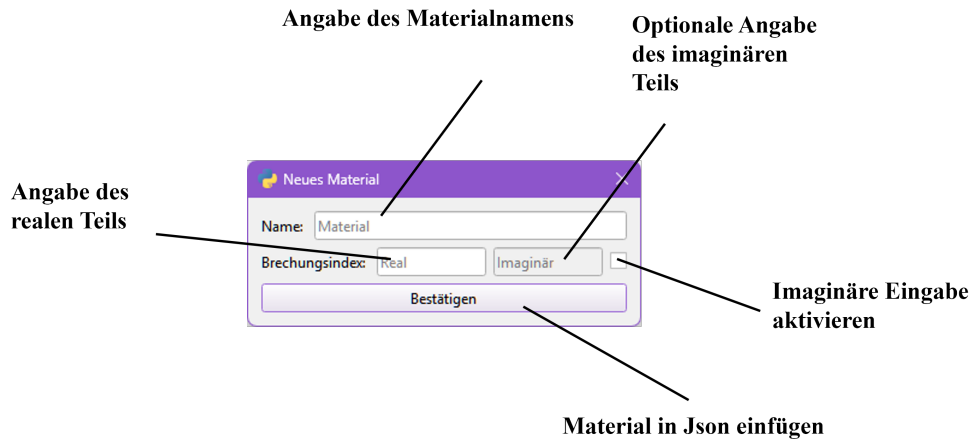 Angabe des Materialnamens
Optionale Angabe
des imaginären
Teils
Neues Material
Angabe des
realen Teils
Name: Material
Brechungsindex: Real Imaginär
Bestätigen
Imaginäre Eingabe
aktivieren
Material in Json einfügen